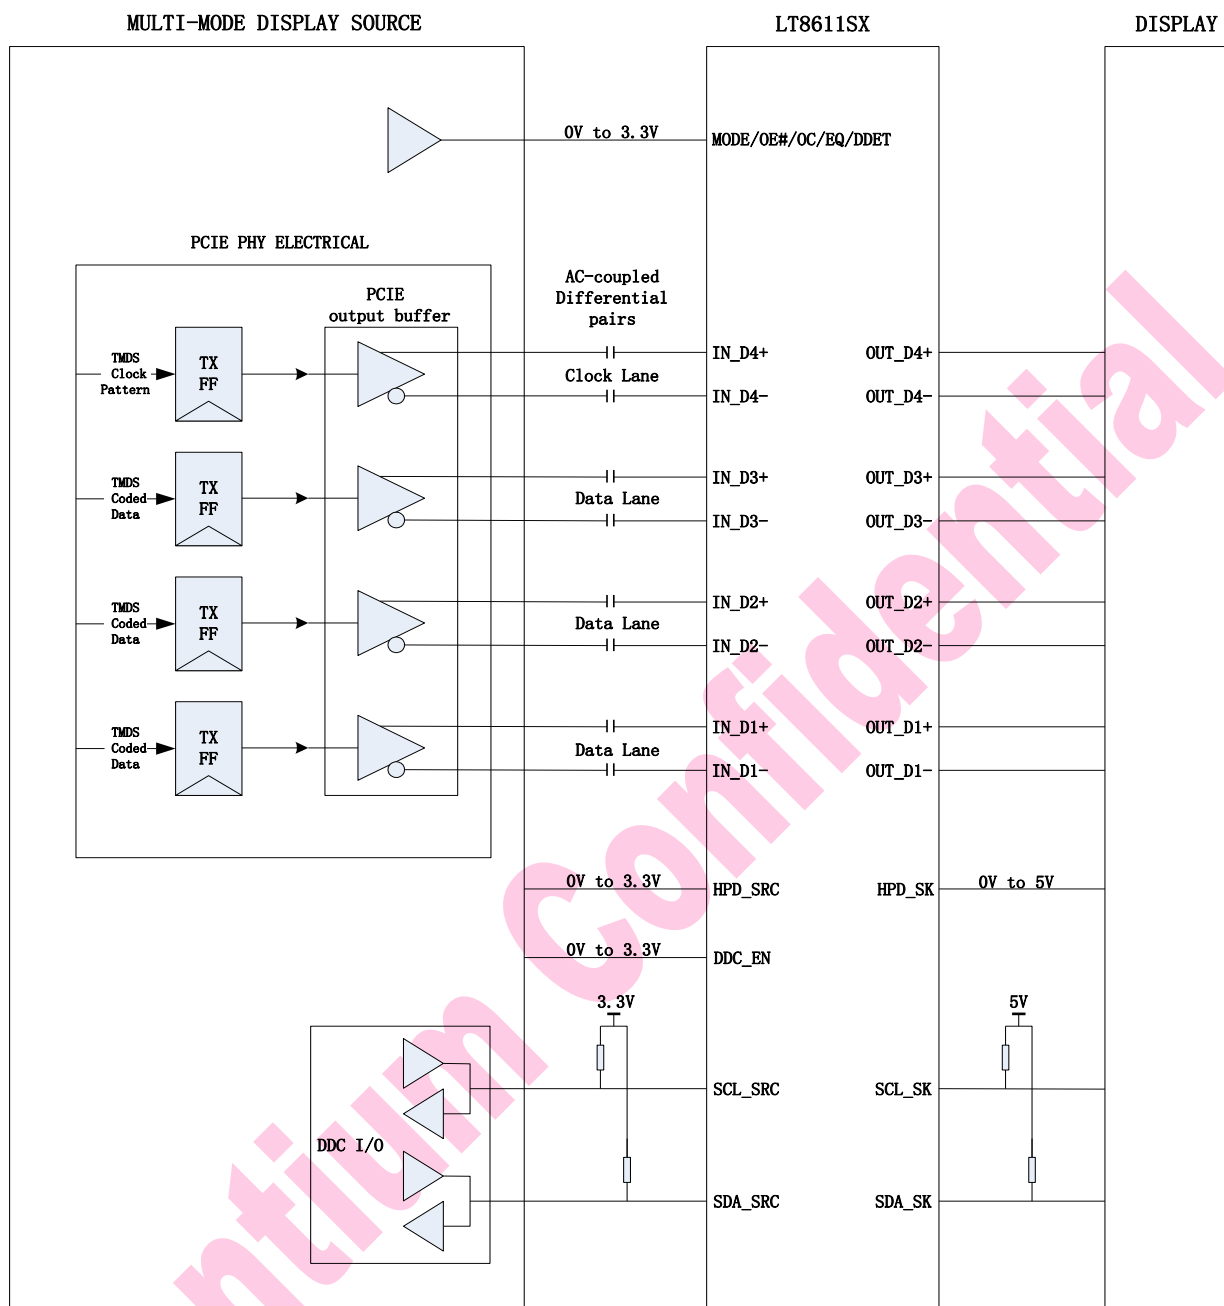 MULTI-MODE DISPLAY SOURCE
LT8611SX
DISPLAY
0V to 3.3V
MODE/OE#/OC/EQ/DDET
PCIE PHY ELECTRICAL
AC-coupled
Differential
pairs
PCIE
output buffer
TMDS
Clock
Pattern
TX
FF
Clock Lane
IN_D4+
IN_D4-
OUT_D4+
OUT_D4-
TMDS
Coded
Data
TX
FF
Data Lane
IN_D3+
IN_D3-
OUT_D3+
OUT_D3-
TMDS
Coded
Data
TX
FF
Data Lane
IN_D2+
IN_D2-
OUT_D2+
OUT_D2-
TMDS
Coded
Data
TX
FF
Data Lane
IN_D1+
IN_D1-
OUT_D1+
OUT_D1-
0V to 3.3V
HPD_SRC
HPD_SK
0V to 5V
0V to 3.3V
DDC_EN
3.3V
5V
SCL_SRC
SCL_SK
DDC I/O
SDA_SRC
SDA_SK
ntium Confidential